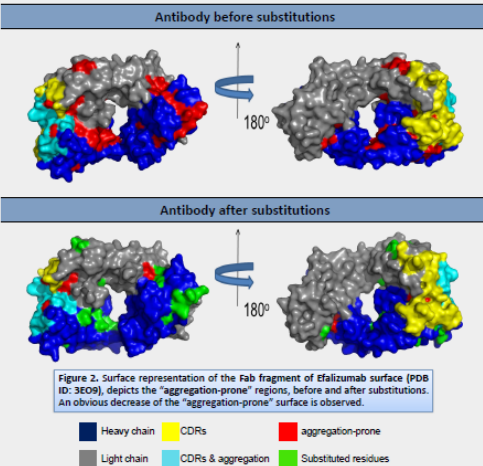 Antibody before substitutions
180º
Antibody after substitutions
180º
Figure 2. Surface representation of the Fab fragment of Efalizumab surface (PDB
ID: 3EO9), depicts the “aggregation-prone” regions, before and after substitutions.
An obvious decrease of the “aggregation-prone” surface is observed.
Heavy chain CDRs aggregation-prone
Light chain CDRs & aggregation Substituted residues